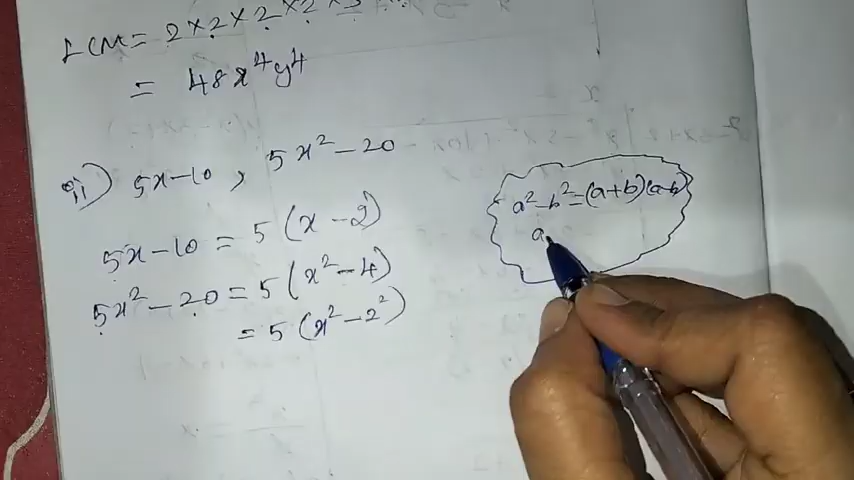 LCM = 2×2×2×2×3
= 48x⁴y⁴
ii) 5x-10, 5x²-20
5x-10 = 5(x-2)
5x²-20 = 5(x²-4)
= 5(x²-2²)
a²-b²=(a+b)(a-b)
a